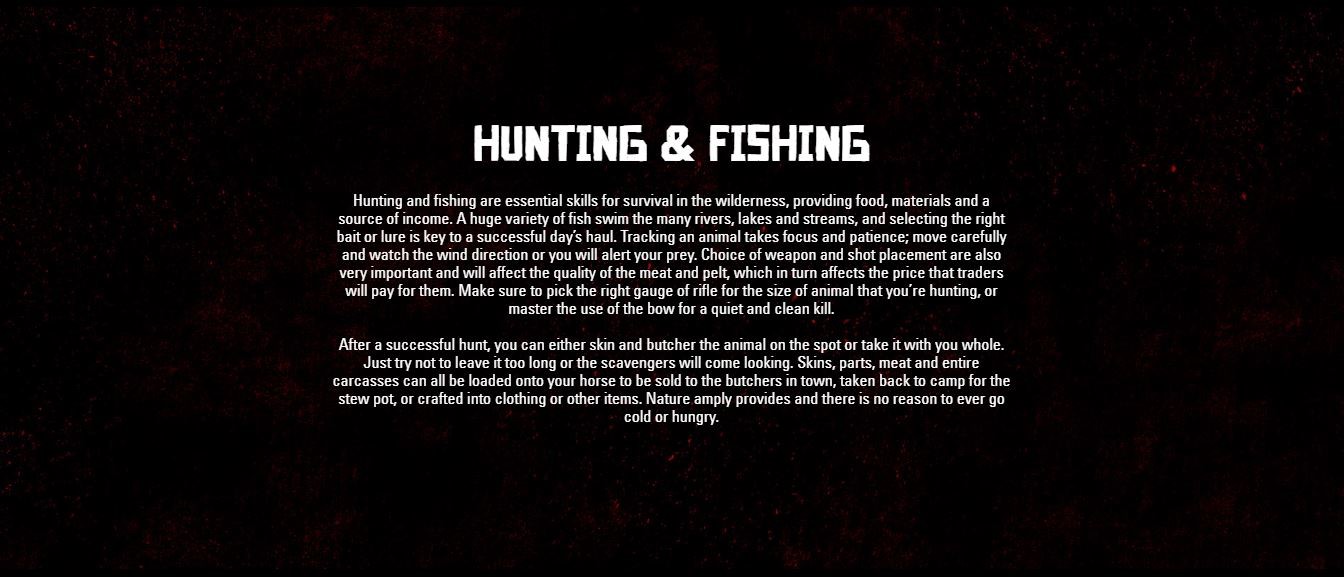 HUNTING & FISHING
Hunting and fishing are essential skills for survival in the wilderness, providing food, materials and a
source of income. A huge variety of fish swim the many rivers, lakes and streams, and selecting the right
bait or lure is key to a successful day's haul. Tracking an animal takes focus and patience; move carefully
and watch the wind direction or you will alert your prey. Choice of weapon and shot placement are also
very important and will affect the quality of the meat and pelt, which in turn affects the price that traders
will pay for them. Make sure to pick the right gauge of rifle for the size of animal that you're hunting, or
master the use of the bow for a quiet and clean kill.
After a successful hunt, you can either skin and butcher the animal on the spot or take it with you whole.
Just try not to leave it too long or the scavengers will come looking. Skins, parts, meat and entire
carcasses can all be loaded onto your horse to be sold to the butchers in town, taken back to camp for the
stew pot, or crafted into clothing or other items. Nature amply provides and there is no reason to ever go
cold or hungry.